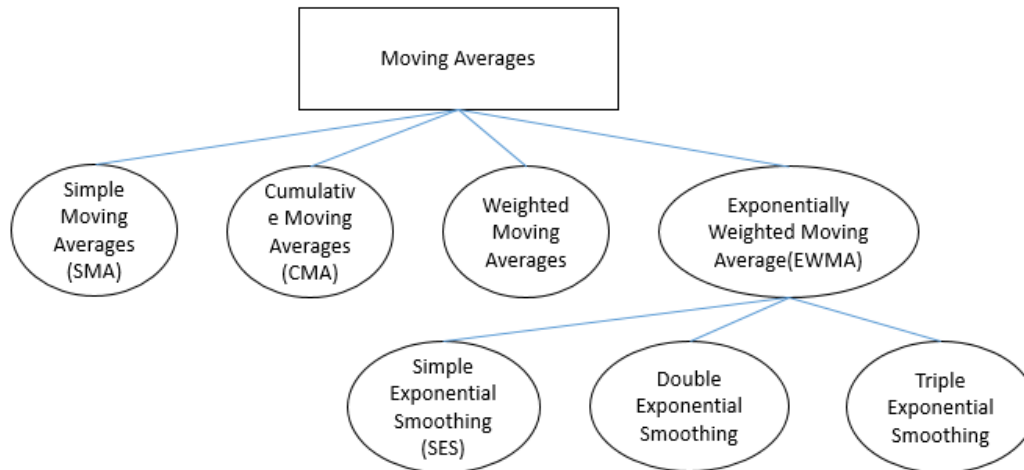 Moving Averages
Simple
Moving
Averages
(SMA)
Cumulativ
e Moving
Averages
(CMA)
Weighted
Moving
Averages
Exponentially
Weighted Moving
Average(EWMA)
Simple
Exponential
Smoothing
(SES)
Double
Exponential
Smoothing
Triple
Exponential
Smoothing